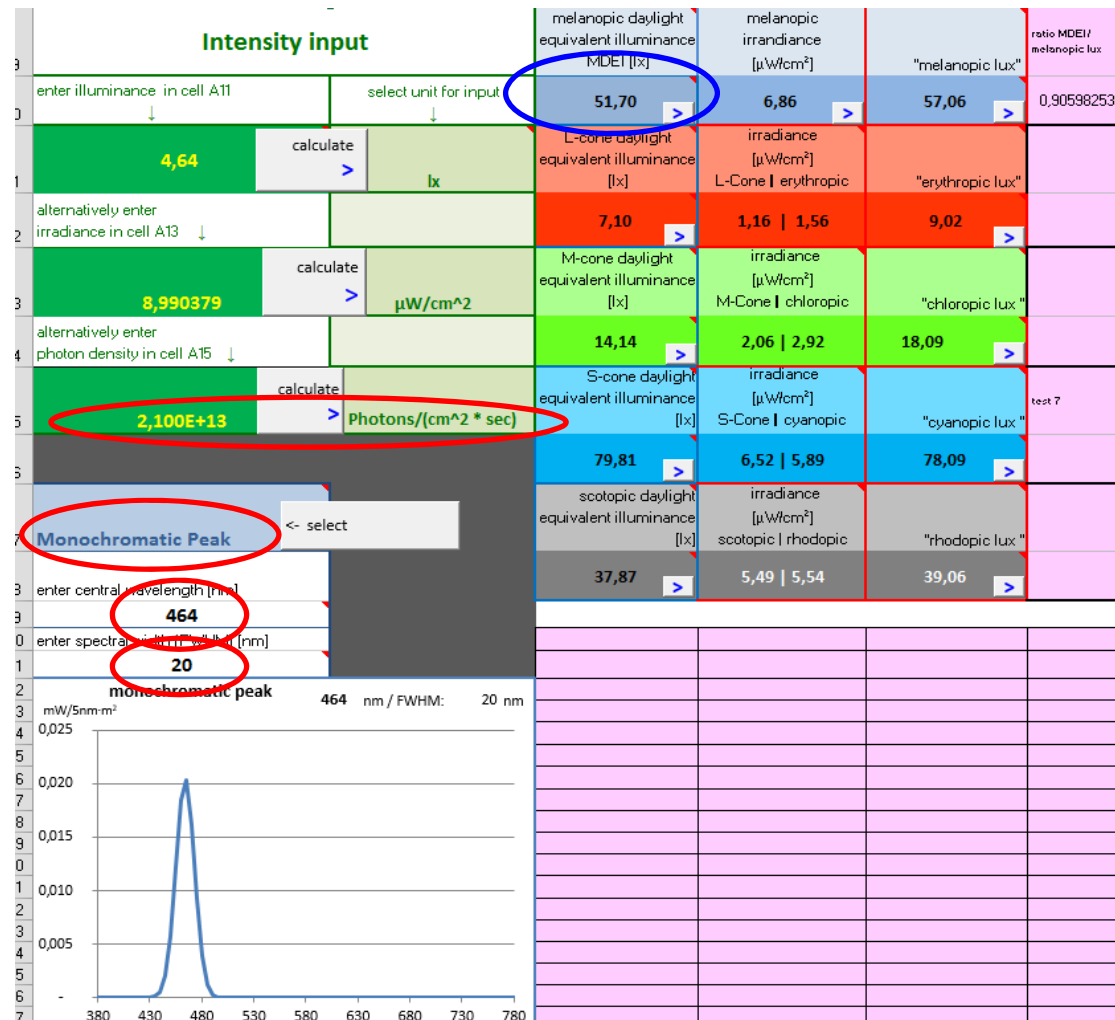 Intensity input
melanopic daylight equivalent illuminance MDEI [lx]
melanopic irrandiance [µW/cm²]
"melanopic lux"
ratio MDEI/ melanopic lux
enter illuminance in cell A11
↓
select unit for input
↓
51,70 >
6,86 >
57,06 >
0,90598253
4,64
calculate >
lx
L-cone daylight equivalent illuminance [lx]
irradiance [µW/cm²] L-Cone | erythropic
"erythropic lux"
alternatively enter
irradiance in cell A13 ↓
7,10 >
1,16 | 1,56
9,02 >
8,990379
calculate >
µW/cm^2
M-cone daylight equivalent illuminance [lx]
irradiance [µW/cm²] M-Cone | chloropic
"chloropic lux "
alternatively enter
photon density in cell A15 ↓
14,14 >
2,06 | 2,92
18,09 >
2,100E+13
calculate >
Photons/(cm^2 * sec)
S-cone daylight equivalent illuminance [lx]
irradiance [µW/cm²] S-Cone | cyanopic
"cyanopic lux "
test 7
79,81 >
6,52 | 5,89
78,09 >
Monochromatic Peak
<- select
scotopic daylight equivalent illuminance [lx]
irradiance [µW/cm²] scotopic | rhodopic
"rhodopic lux "
enter central wavelength [nm]
37,87 >
5,49 | 5,54
39,06 >
464
enter spectral width (FWHM) [nm]
20
monochromatic peak
464 nm / FWHM: 20 nm
mW/5nm·m²
0,025
0,020
0,015
0,010
0,005
-
380 430 480 530 580 630 680 730 780